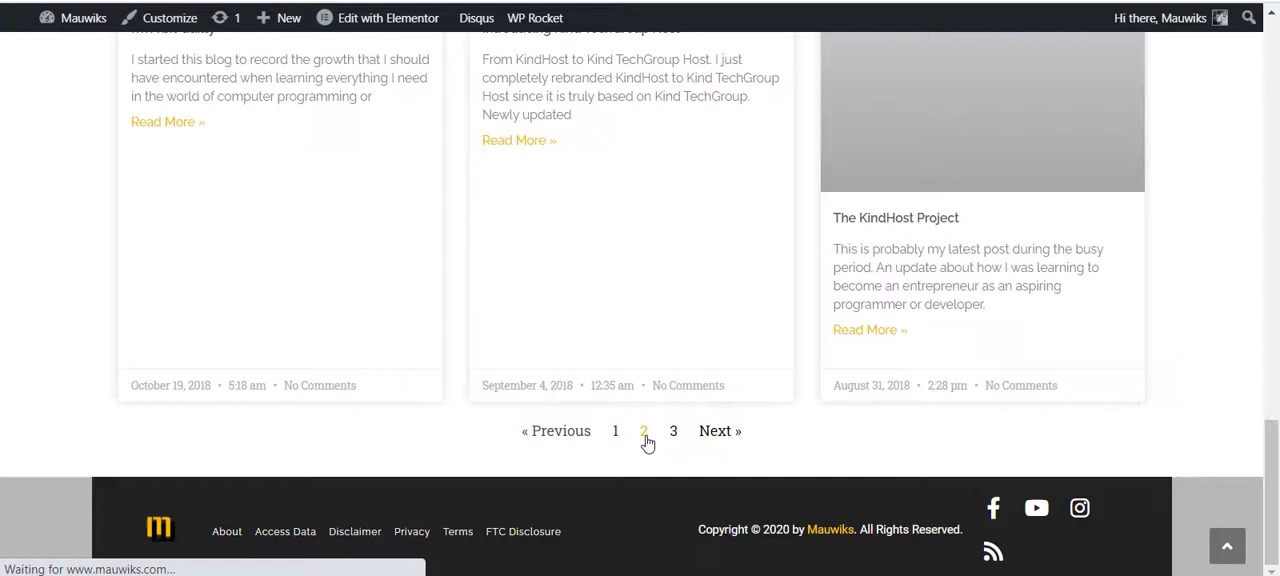 Mauwiks Customize 1 New Edit with Elementor Disqus WP Rocket Hi there, Mauwiks
I started this blog to record the growth that I should
have encountered when learning everything I need
in the world of computer programming or
Read More »
October 19, 2018 • 5:18 am • No Comments
From KindHost to Kind TechGroup Host. I just
completely rebranded KindHost to Kind TechGroup
Host since it is truly based on Kind TechGroup.
Newly updated
Read More »
September 4, 2018 • 12:35 am • No Comments
The KindHost Project
This is probably my latest post during the busy
period. An update about how I was learning to
become an entrepreneur as an aspiring
programmer or developer.
Read More »
August 31, 2018 • 2:28 pm • No Comments
« Previous 1 2 3 Next »
m About Access Data Disclaimer Privacy Terms FTC Disclosure Copyright © 2020 by Mauwiks. All Rights Reserved.
Waiting for www.mauwiks.com...